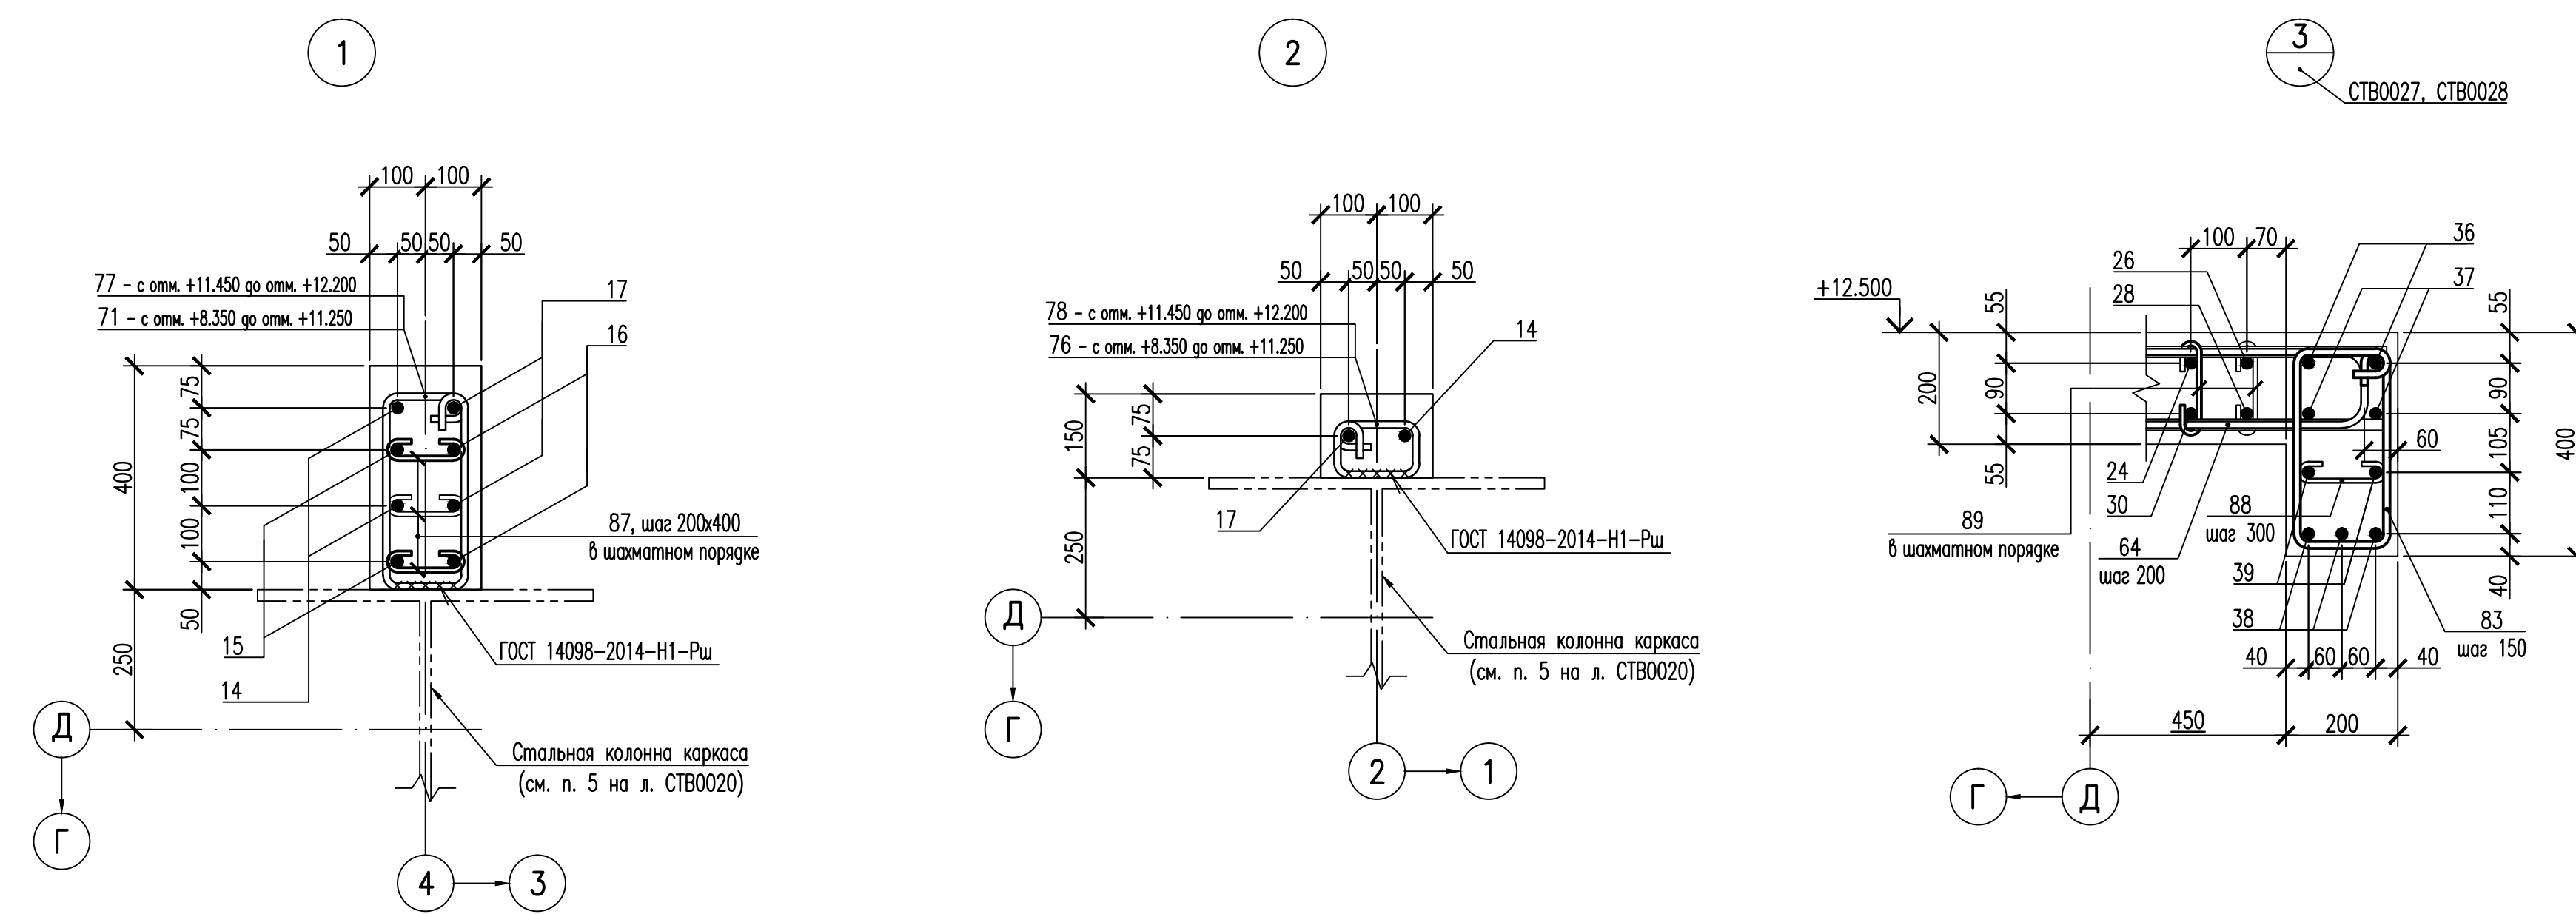 1
100 100
50 50 50 50
77 – с отм. +11.450 до отм. +12.200
71 – с отм. +8.350 до отм. +11.250
17
16
75
75
400
100
100
50
250
87, шаг 200x400
в шахматном порядке
15
14
ГОСТ 14098-2014-Н1-Рш
Стальная колонна каркаса
(см. п. 5 на л. СТВ0020)
Д
Г
4 3
2
100 100
50 50 50 50
78 – с отм. +11.450 до отм. +12.200
76 – с отм. +8.350 до отм. +11.250
14
150
75
75
250
17
ГОСТ 14098-2014-Н1-Рш
Стальная колонна каркаса
(см. п. 5 на л. СТВ0020)
Д
Г
2 1
3
СТВ0027, СТВ0028
100 70
36
26
37
28
+12.500
55
200
90
55
55
90
105
400
110
40
60
24
30
88
шаг 300
89
в шахматном порядке
64
шаг 200
39
38
83
шаг 150
40 60 60 40
450 200
Г Д